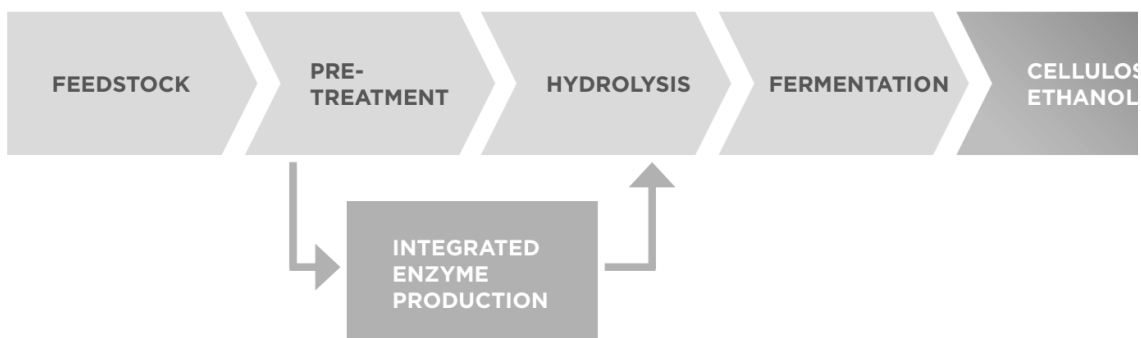 FEEDSTOCK
PRE-
TREATMENT
HYDROLYSIS
FERMENTATION
CELLULOS
ETHANOL
INTEGRATED
ENZYME
PRODUCTION